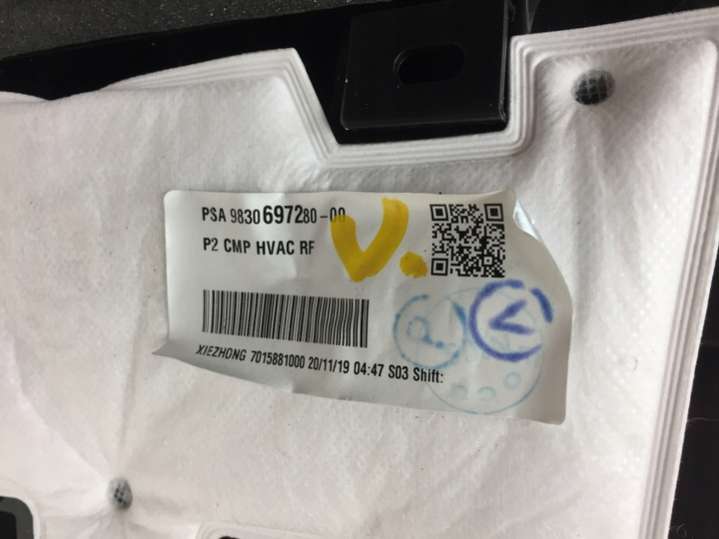 PSA 9830697280-00
P2 CMP HVAC RF
V.
XIEZHONG 7015881000 20/11/19 04:47 S03 Shift:
P
V